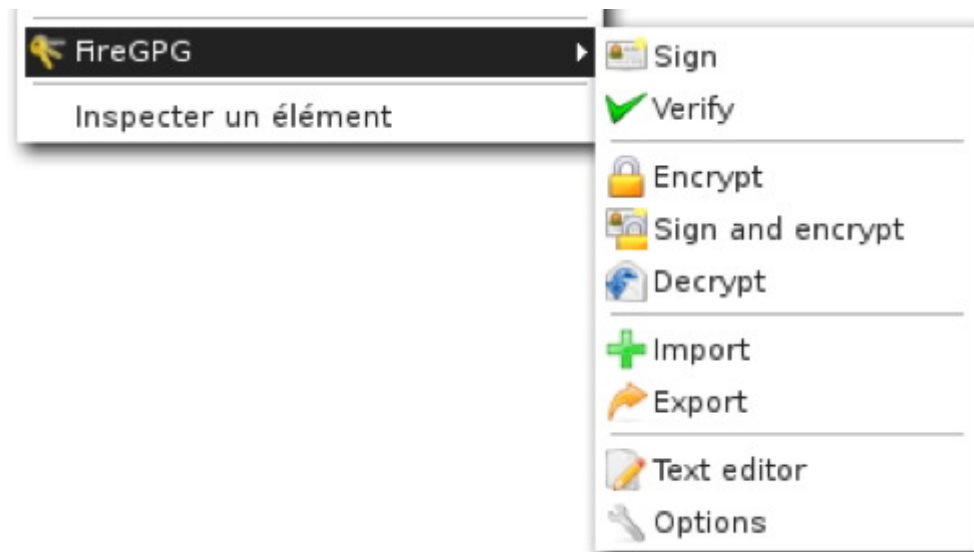 FireGPG
Inspecter un élément
Sign
Verify
Encrypt
Sign and encrypt
Decrypt
Import
Export
Text editor
Options